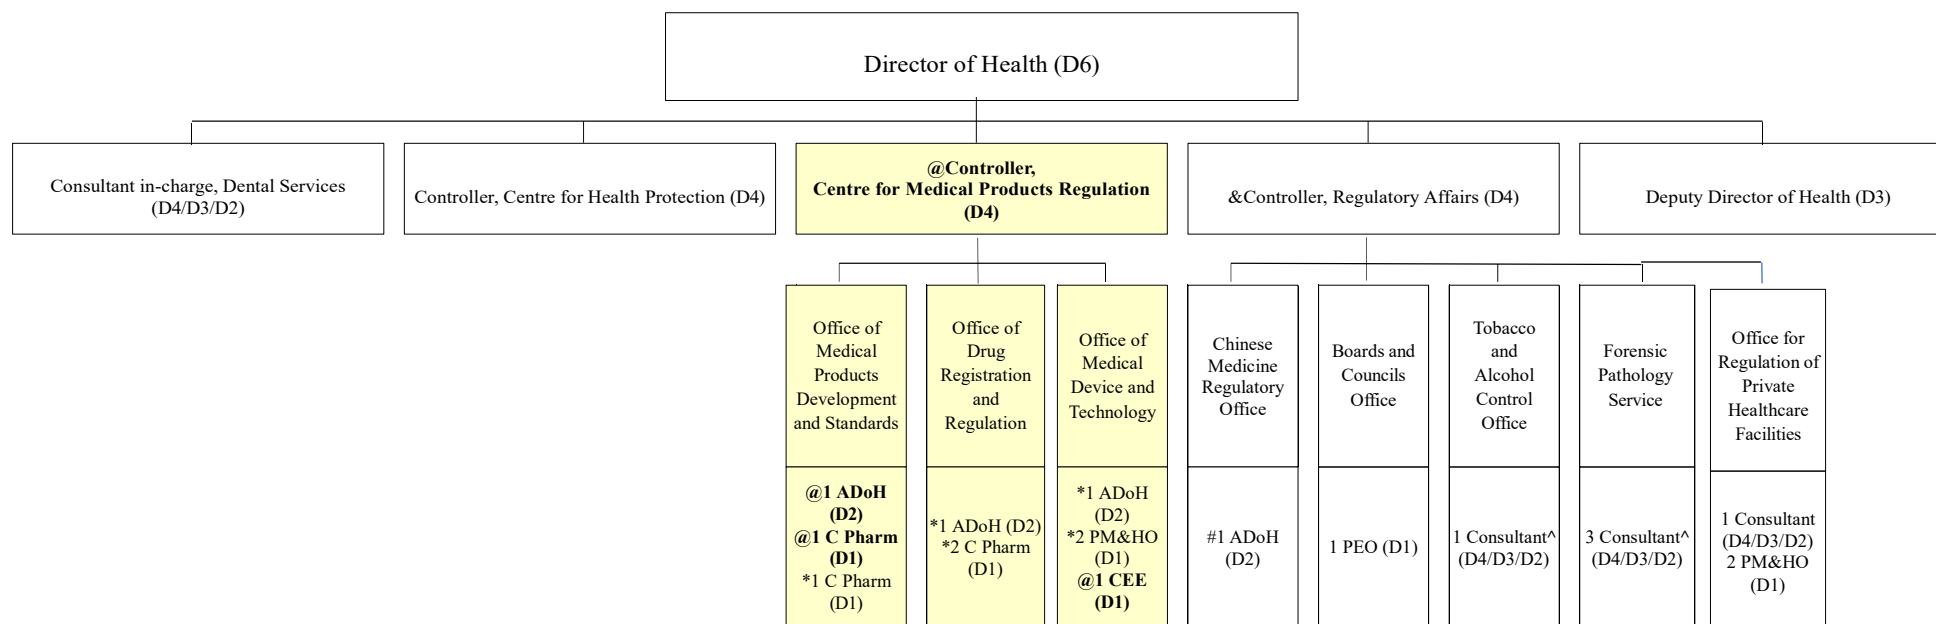 Director of Health (D6)
Consultant in-charge, Dental Services
(D4/D3/D2)
Controller, Centre for Health Protection (D4)
@Controller,
Centre for Medical Products Regulation
(D4)
&Controller, Regulatory Affairs (D4)
Deputy Director of Health (D3)
Office of
Medical
Products
Development
and Standards
Office of
Drug
Registration
and
Regulation
Office of
Medical
Device and
Technology
Chinese
Medicine
Regulatory
Office
Boards and
Councils
Office
Tobacco
and
Alcohol
Control
Office
Forensic
Pathology
Service
Office for
Regulation of
Private
Healthcare
Facilities
@1 ADoH
(D2)
@1 C Pharm
(D1)
*1 C Pharm
(D1)
*1 ADoH (D2)
*2 C Pharm
(D1)
*1 ADoH
(D2)
*2 PM&HO
(D1)
@1 CEE
(D1)
#1 ADoH
(D2)
1 PEO (D1)
1 Consultant^
(D4/D3/D2)
3 Consultant^
(D4/D3/D2)
1 Consultant
(D4/D3/D2)
2 PM&HO
(D1)